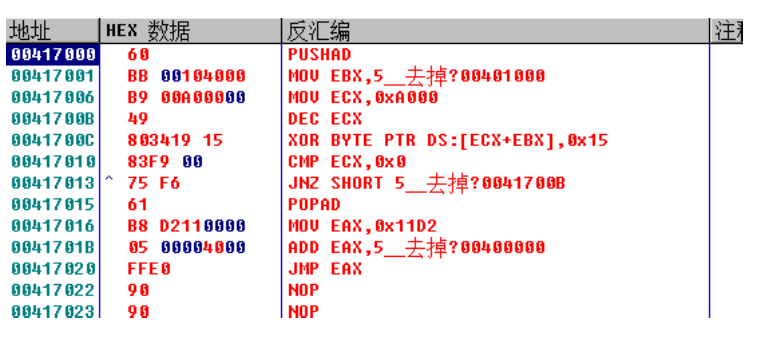 地址 HEX 数据 反汇编 注释
00417000 60 PUSHAD
00417001 BB 00104000 MOV EBX,5__去掉?00401000
00417006 B9 00A00000 MOV ECX,0xA000
0041700B 49 DEC ECX
0041700C 803419 15 XOR BYTE PTR DS:[ECX+EBX],0x15
00417010 83F9 00 CMP ECX,0x0
00417013 ^ 75 F6 JNZ SHORT 5__去掉?0041700B
00417015 61 POPAD
00417016 B8 D2110000 MOV EAX,0x11D2
0041701B 05 00004000 ADD EAX,5__去掉?00400000
00417020 FFE0 JMP EAX
00417022 90 NOP
00417023 90 NOP